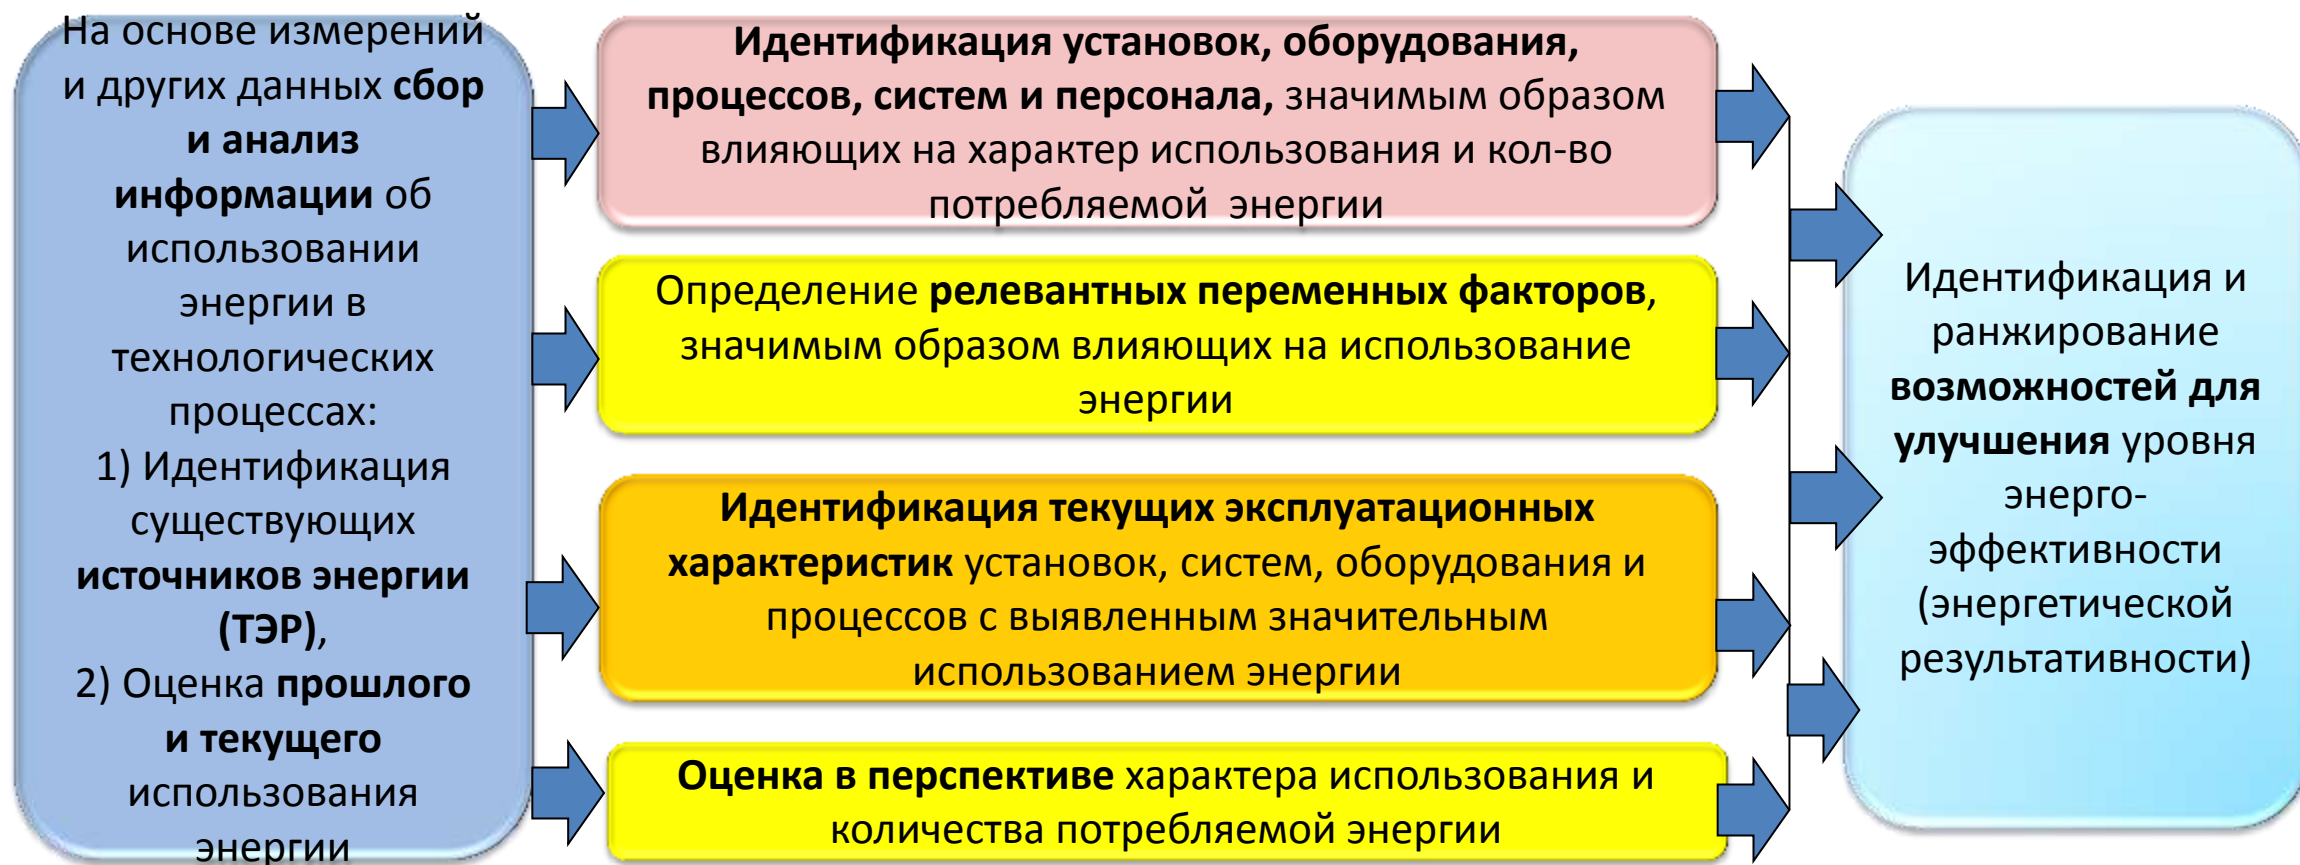 На основе измерений
и других данных сбор
и анализ
информации об
использовании
энергии в
технологических
процессах:
1) Идентификация
существующих
источников энергии
(ТЭР),
2) Оценка прошлого
и текущего
использования
энергии
Идентификация установок, оборудования,
процессов, систем и персонала, значимым образом
влияющих на характер использования и кол-во
потребляемой энергии
Определение релевантных переменных факторов,
значимым образом влияющих на использование
энергии
Идентификация текущих эксплуатационных
характеристик установок, систем, оборудования и
процессов с выявленным значительным
использованием энергии
Оценка в перспективе характера использования и
количества потребляемой энергии
Идентификация и
ранжирование
возможностей для
улучшения уровня
энерго-
эффективности
(энергетической
результативности)